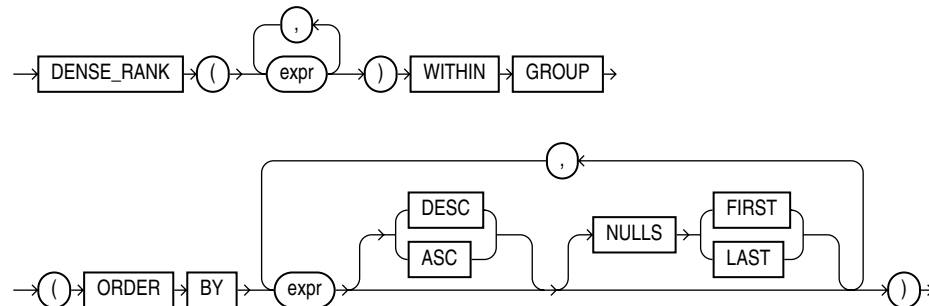 ,
DENSE_RANK ( expr ) WITHIN GROUP
,
DESC FIRST
NULLS
ASC LAST
( ORDER BY expr )